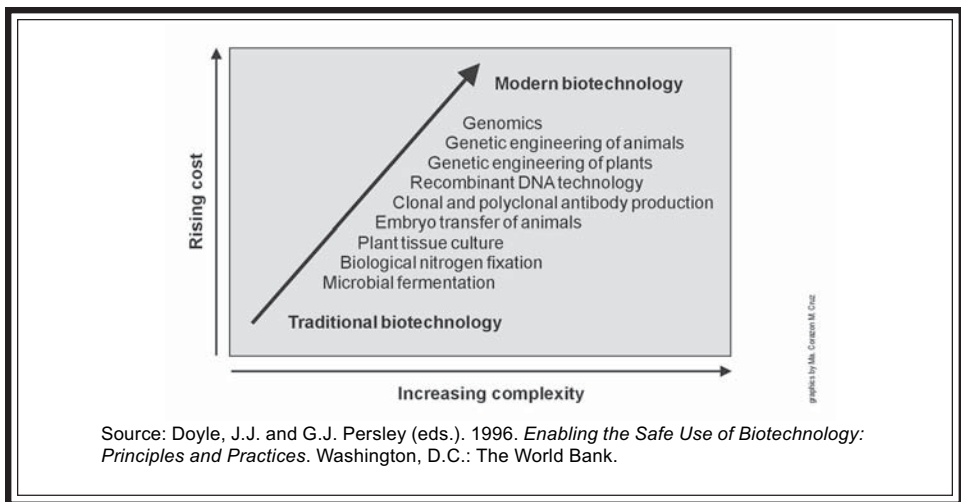 Rising cost
Modern biotechnology
Genomics
Genetic engineering of animals
Genetic engineering of plants
Recombinant DNA technology
Clonal and polyclonal antibody production
Embryo transfer of animals
Plant tissue culture
Biological nitrogen fixation
Microbial fermentation
Traditional biotechnology
Increasing complexity
graphics by Ma. Corazon M. Cruz
Source: Doyle, J.J. and G.J. Persley (eds.). 1996. Enabling the Safe Use of Biotechnology:
Principles and Practices. Washington, D.C.: The World Bank.